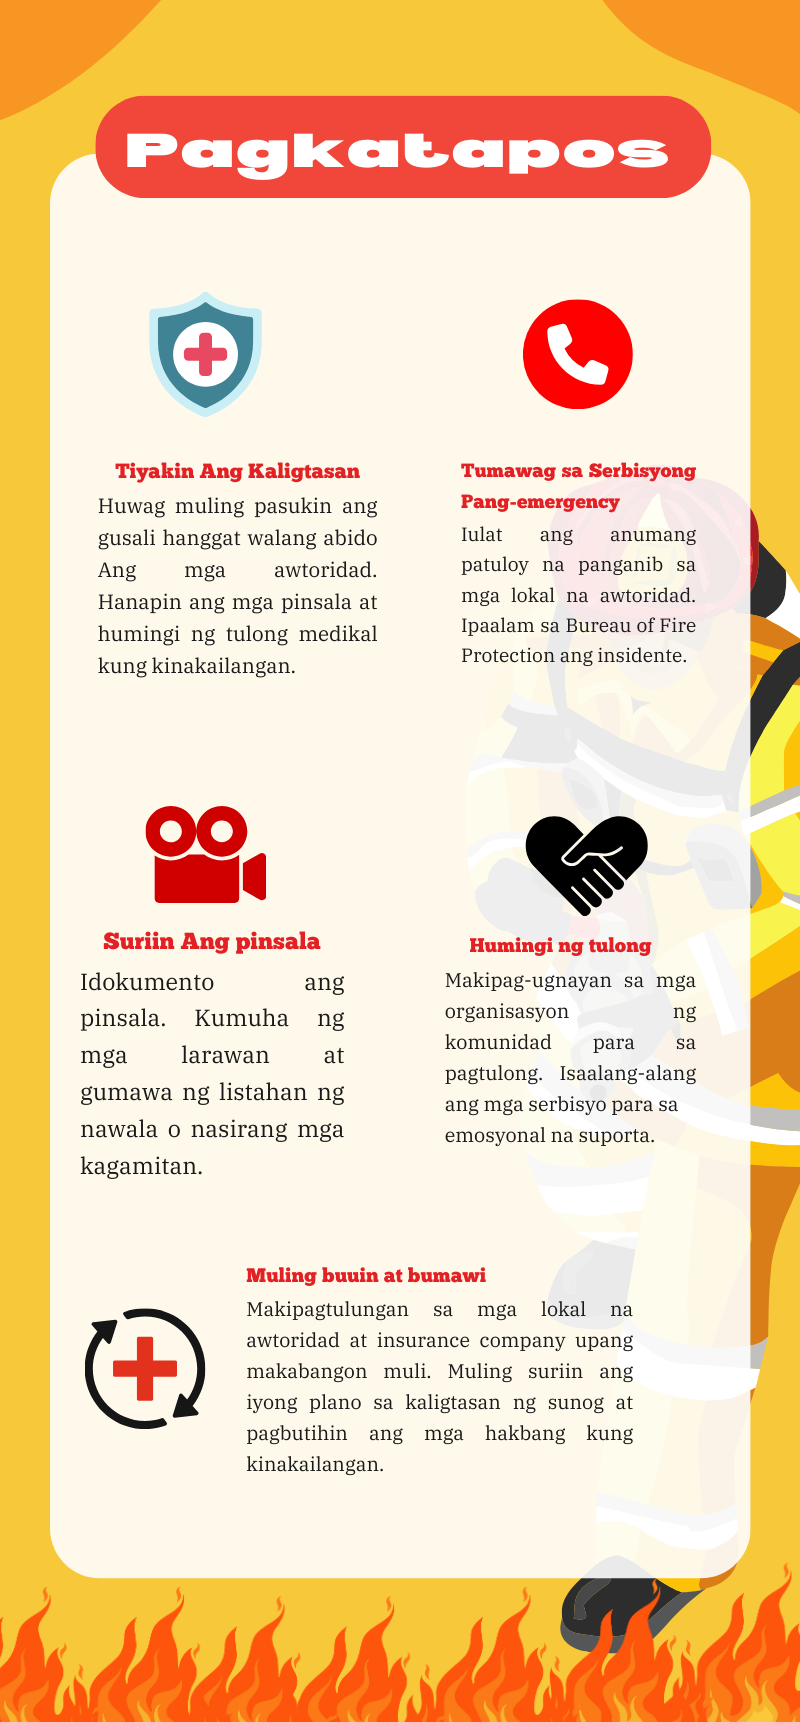 Pagkatapos
Tiyakin Ang Kaligtasan
Huwag muling pasukin ang
gusali hanggat walang abido
Ang mga awtoridad.
Hanapin ang mga pinsala at
humingi ng tulong medikal
kung kinakailangan.
Tumawag sa Serbisyong
Pang-emergency
Iulat ang anumang
patuloy na panganib sa
mga lokal na awtoridad.
Ipaalam sa Bureau of Fire
Protection ang insidente.
Suriin Ang pinsala
Idokumento ang
pinsala. Kumuha ng
mga larawan at
gumawa ng listahan ng
nawala o nasirang mga
kagamitan.
Humingi ng tulong
Makipag-ugnayan sa mga
organisasyon ng
komunidad para sa
pagtulong. Isaalang-alang
ang mga serbisyo para sa
emosyonal na suporta.
Muling buuin at bumawi
Makipagtulungan sa mga lokal na
awtoridad at insurance company upang
makabangon muli. Muling suriin ang
iyong plano sa kaligtasan ng sunog at
pagbutihin ang mga hakbang kung
kinakailangan.